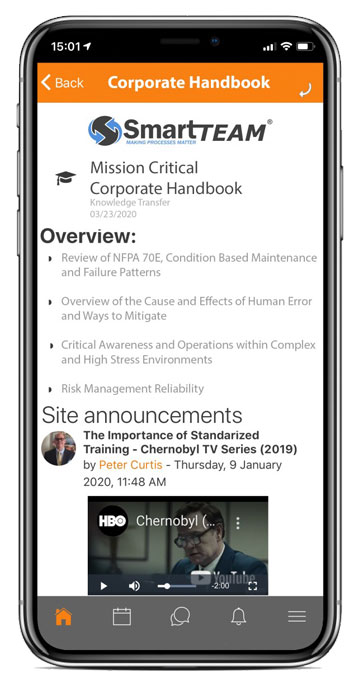 15:01
Back
Corporate Handbook
SmartTEAM®
MAKING PROCESSES MATTER
Mission Critical
Corporate Handbook
Knowledge Transfer
03/23/2020
Overview:
Review of NFPA 70E, Condition Based Maintenance
and Failure Patterns
Overview of the Cause and Effects of Human Error
and Ways to Mitigate
Critical Awareness and Operations within Complex
and High Stress Environments
Risk Management Reliability
Site announcements
The Importance of Standarized
Training - Chernobyl TV Series (2019)
by Peter Curtis - Thursday, 9 January
2020, 11:48 AM
HBO Chernobyl (...
YouTube
-2:00